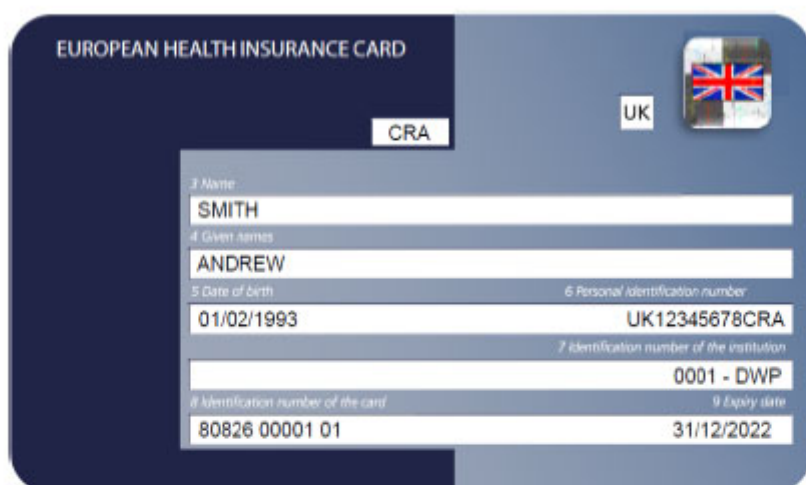 EUROPEAN HEALTH INSURANCE CARD
UK
CRA
3 Name
SMITH
4 Given names
ANDREW
5 Date of birth 6 Personal identification number
01/02/1993 UK12345678CRA
7 Identification number of the institution
0001 - DWP
8 Identification number of the card 9 Expiry date
80826 00001 01 31/12/2022